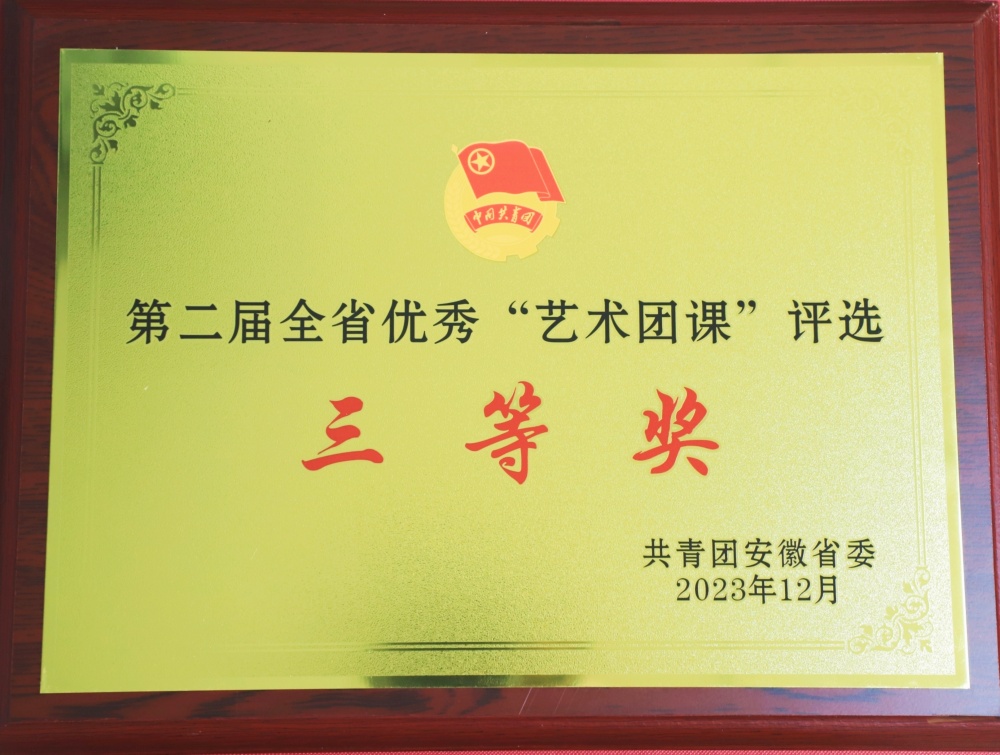 中国共青团
第二届全省优秀“艺术团课”评选
三等奖
共青团安徽省委
2023年12月